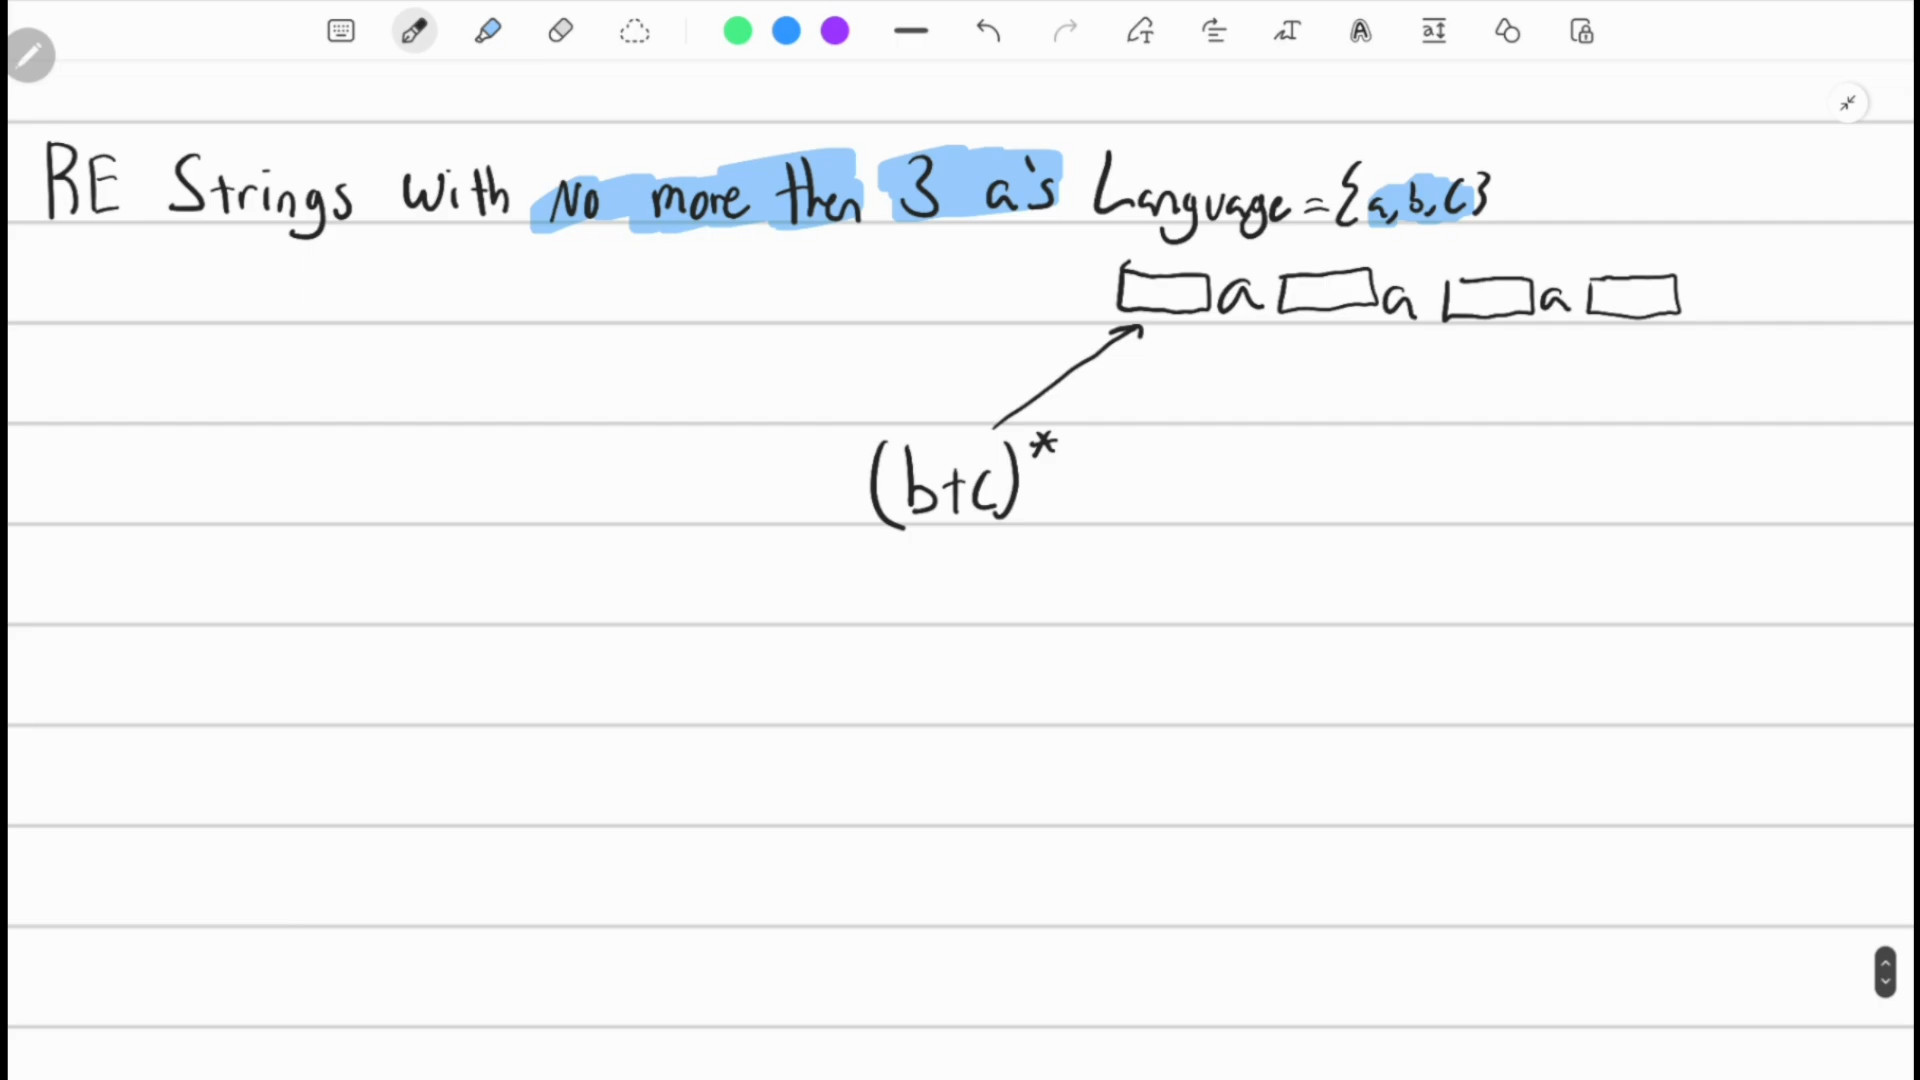 RE Strings with No more then 3 a's Language = {a, b, c}
a a a
(b+c)*